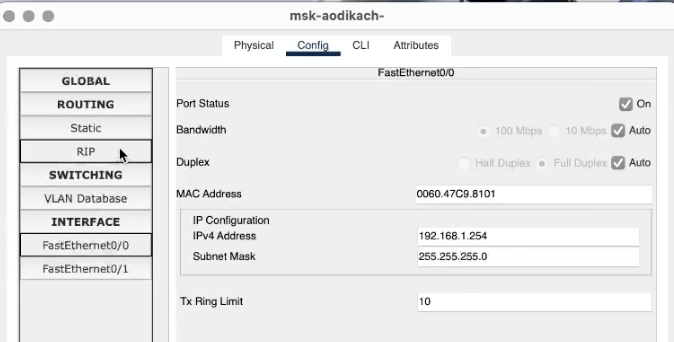 msk-aodikach-
Physical Config CLI Attributes
GLOBAL
ROUTING
Static
RIP
SWITCHING
VLAN Database
INTERFACE
FastEthernet0/0
FastEthernet0/1
FastEthernet0/0
Port Status On
Bandwidth 100 Mbps 10 Mbps Auto
Duplex Half Duplex Full Duplex Auto
MAC Address 0060.47C9.8101
IP Configuration
IPv4 Address 192.168.1.254
Subnet Mask 255.255.255.0
Tx Ring Limit 10